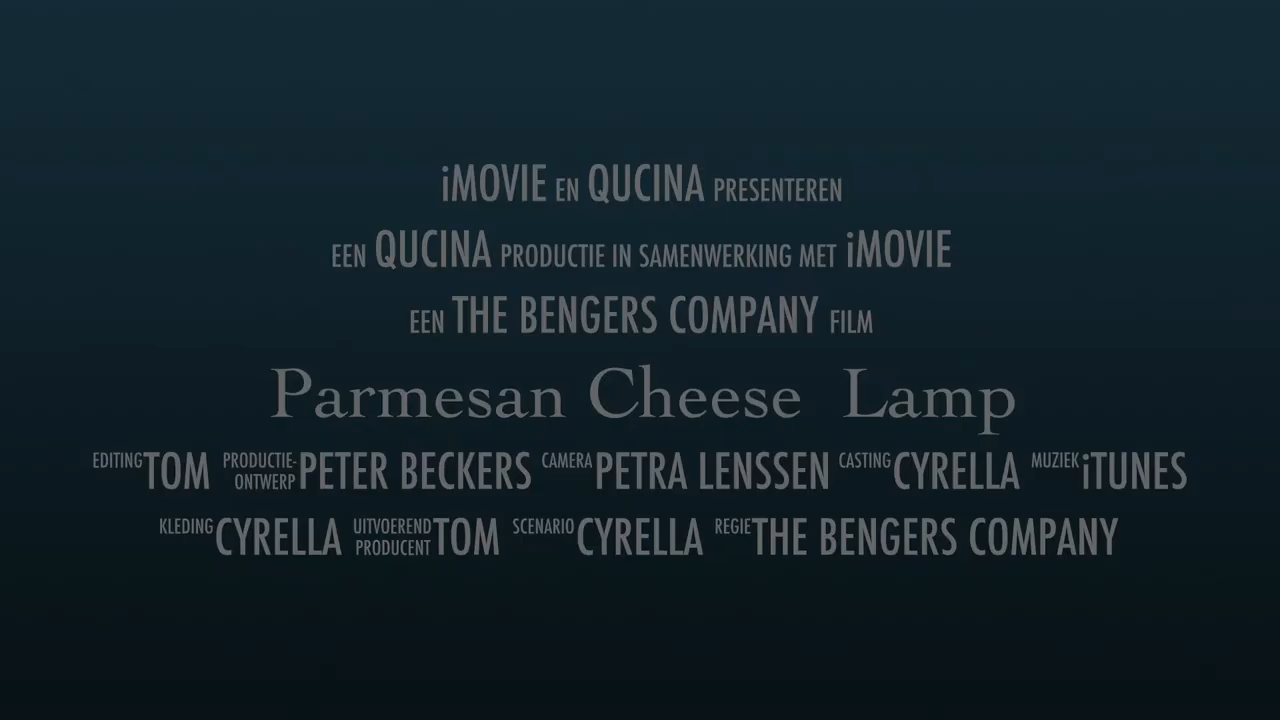 iMOVIE EN QUCINA PRESENTEREN
EEN QUCINA PRODUCTIE IN SAMENWERKING MET iMOVIE
EEN THE BENGERS COMPANY FILM
Parmesan Cheese Lamp
EDITING TOM PRODUCTIE-ONTWERP PETER BECKERS CAMERA PETRA LENSSEN CASTING CYRELLA MUZIEK iTUNES
KLEDING CYRELLA UITVOEREND PRODUCENT TOM SCENARIO CYRELLA REGIE THE BENGERS COMPANY